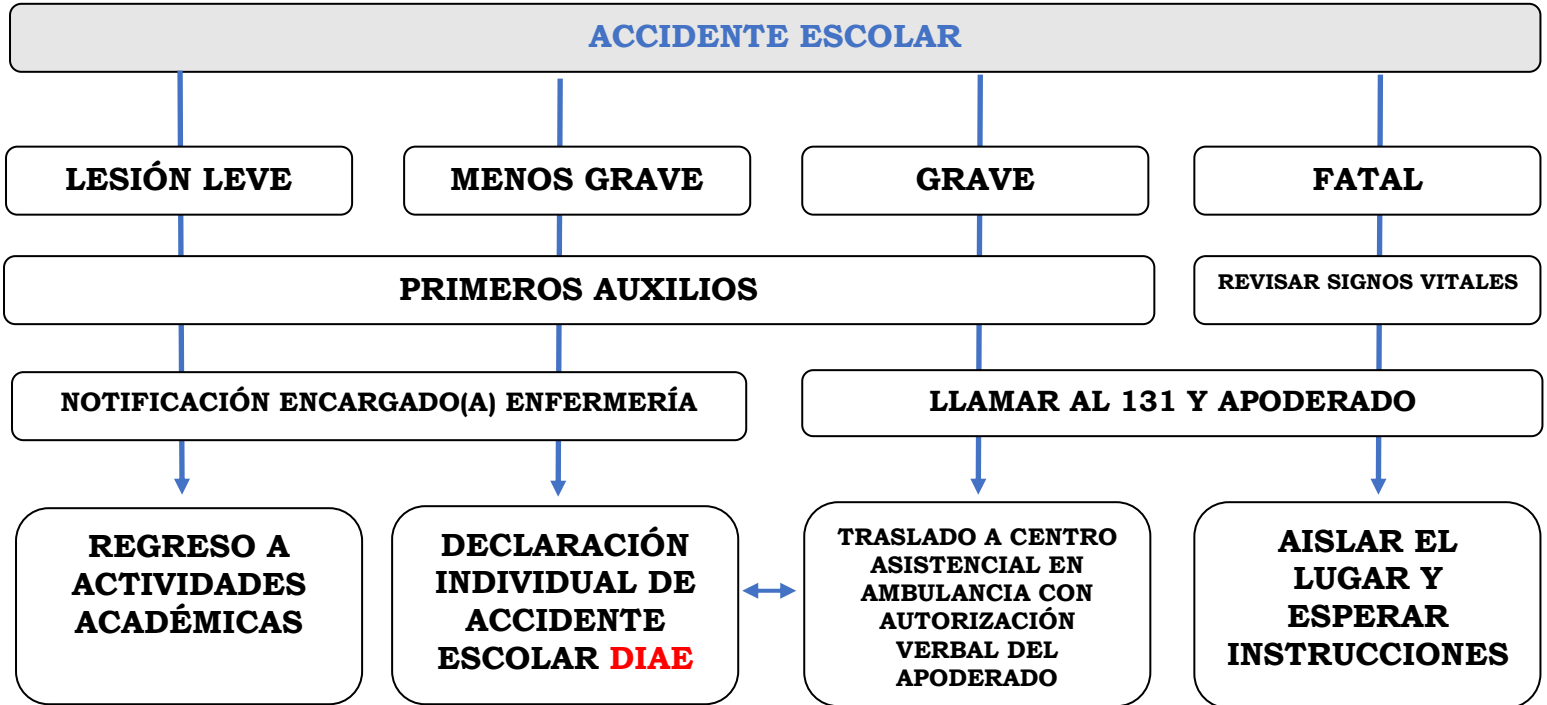 ACCIDENTE ESCOLAR
LESIÓN LEVE
MENOS GRAVE
GRAVE
FATAL
PRIMEROS AUXILIOS
REVISAR SIGNOS VITALES
NOTIFICACIÓN ENCARGADO(A) ENFERMERÍA
LLAMAR AL 131 Y APODERADO
REGRESO A
ACTIVIDADES
ACADÉMICAS
DECLARACIÓN
INDIVIDUAL DE
ACCIDENTE
ESCOLAR DIAE
TRASLADO A CENTRO
ASISTENCIAL EN
AMBULANCIA CON
AUTORIZACIÓN
VERBAL DEL
APODERADO
AISLAR EL
LUGAR Y
ESPERAR
INSTRUCCIONES